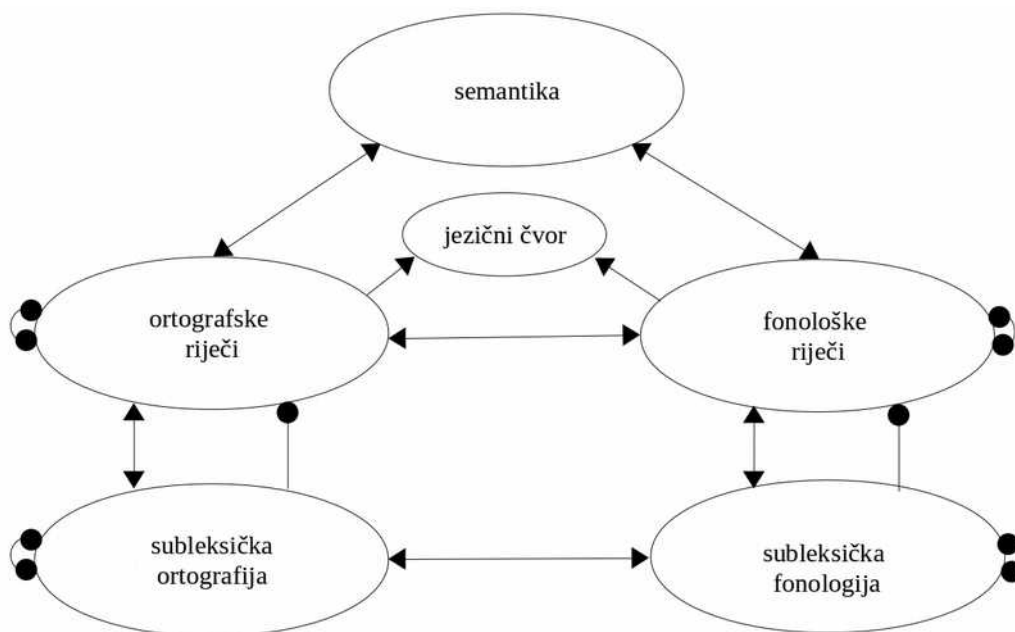 semantika
jezični čvor
ortografske
riječi
fonološke
riječi
subleksička
ortografija
subleksička
fonologija